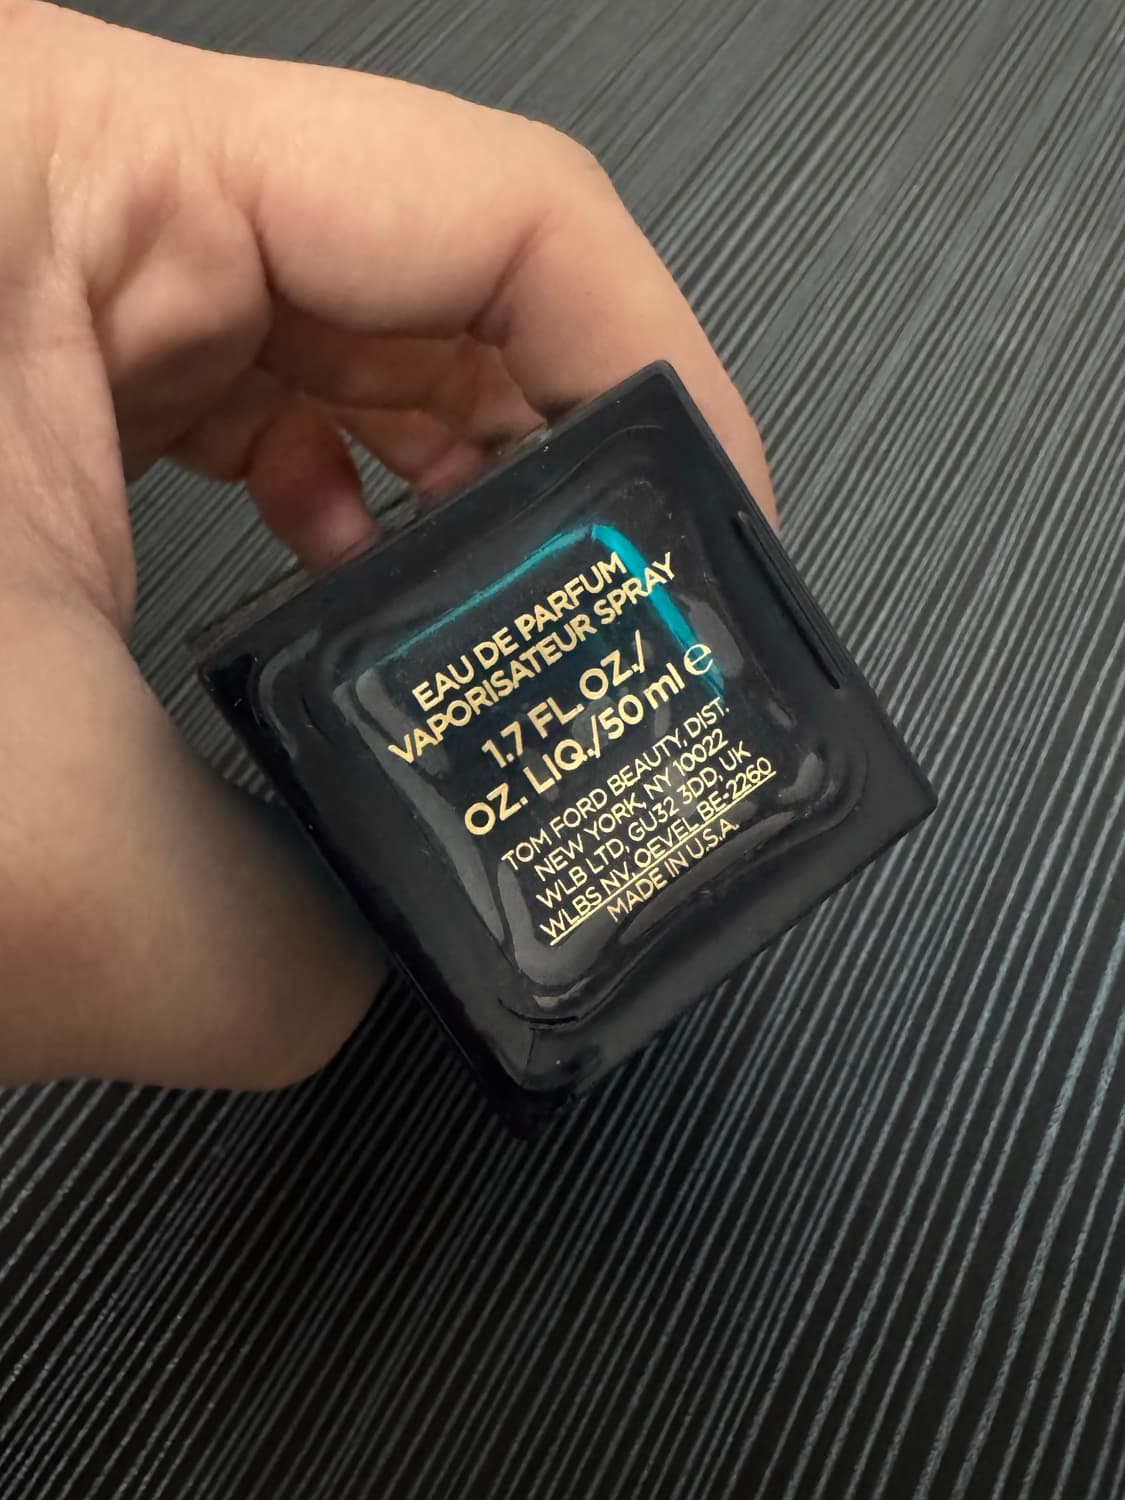 EAU DE PARFUM
VAPORISATEUR SPRAY
1.7 FL. OZ./
OZ. LIQ./50 ml ℮
TOM FORD BEAUTY, DIST.
NEW YORK, NY 10022
WLB LTD, GU32 3DD, UK
WLBS NV, OEVEL BE-2260
MADE IN U.S.A.